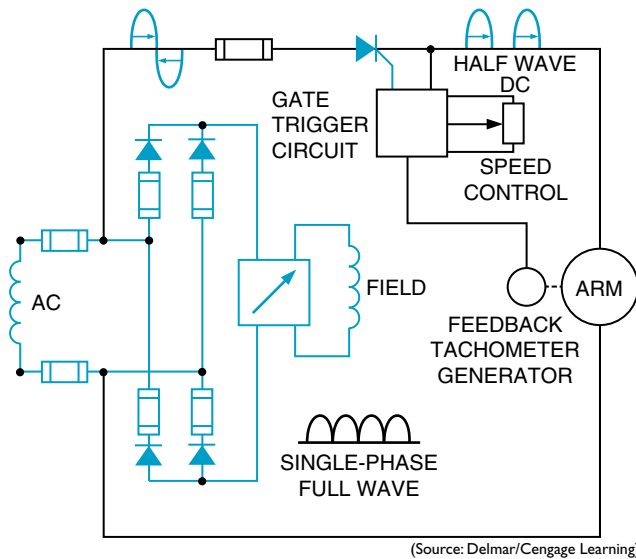 HALF WAVE
DC
GATE
TRIGGER
CIRCUIT
SPEED
CONTROL
AC
FIELD
ARM
FEEDBACK
TACHOMETER
GENERATOR
SINGLE-PHASE
FULL WAVE
(Source: Delmar/Cengage Learning)